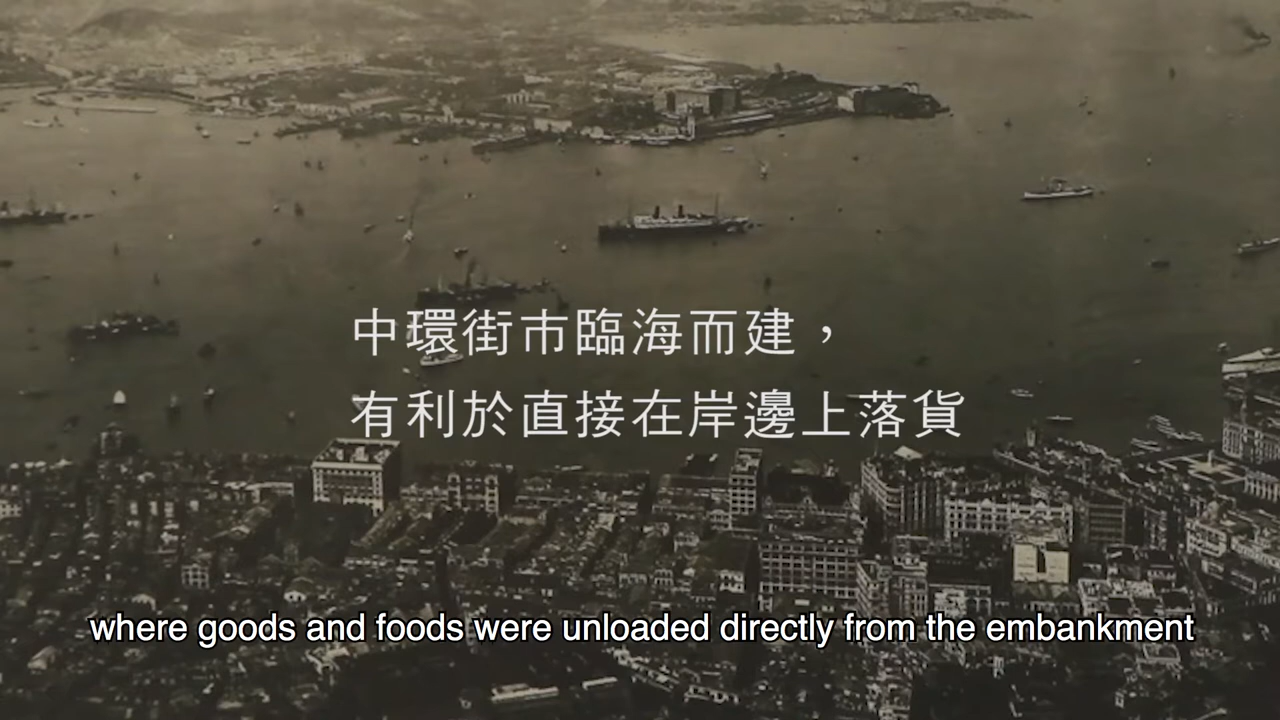 中環街市臨海而建，
有利於直接在岸邊上落貨
where goods and foods were unloaded directly from the embankment